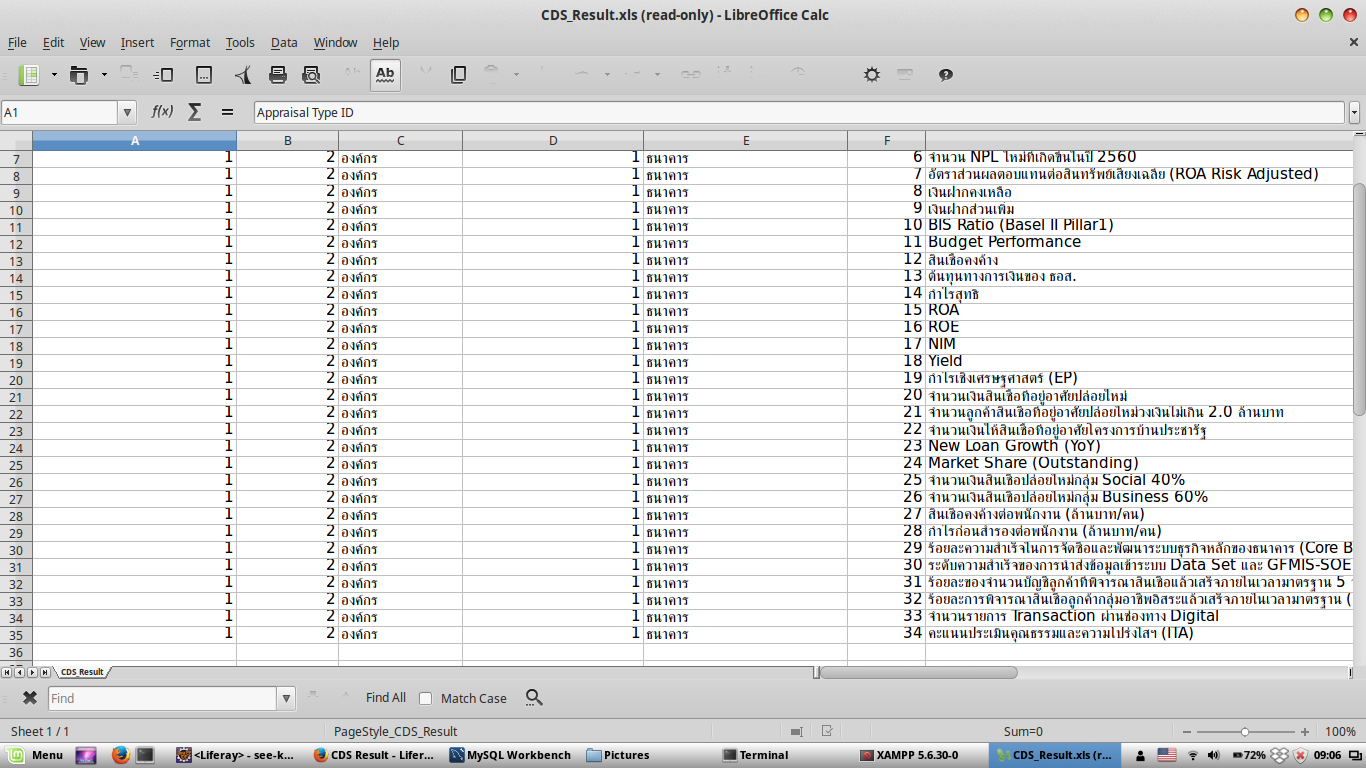 CDS_Result.xls (read-only) - LibreOffice Calc
File Edit View Insert Format Tools Data Window Help
Ab
A1 f(x) Σ = Appraisal Type ID
A B C D E F
7 1 2 องค์กร 1 ธนาคาร 6 จำนวน NPL ใหม่ที่เกิดขึ้นในปี 2560
8 1 2 องค์กร 1 ธนาคาร 7 อัตราส่วนผลตอบแทนต่อสินทรัพย์เสี่ยงเฉลี่ย (ROA Risk Adjusted)
9 1 2 องค์กร 1 ธนาคาร 8 เงินฝากคงเหลือ
10 1 2 องค์กร 1 ธนาคาร 9 เงินฝากส่วนเพิ่ม
11 1 2 องค์กร 1 ธนาคาร 10 BIS Ratio (Basel II Pillar1)
12 1 2 องค์กร 1 ธนาคาร 11 Budget Performance
13 1 2 องค์กร 1 ธนาคาร 12 สินเชื่อคงค้าง
14 1 2 องค์กร 1 ธนาคาร 13 ต้นทุนทางการเงินของ ธอส.
15 1 2 องค์กร 1 ธนาคาร 14 กำไรสุทธิ
16 1 2 องค์กร 1 ธนาคาร 15 ROA
17 1 2 องค์กร 1 ธนาคาร 16 ROE
18 1 2 องค์กร 1 ธนาคาร 17 NIM
19 1 2 องค์กร 1 ธนาคาร 18 Yield
20 1 2 องค์กร 1 ธนาคาร 19 กำไรเชิงเศรษฐศาสตร์ (EP)
21 1 2 องค์กร 1 ธนาคาร 20 จำนวนเงินสินเชื่อที่อยู่อาศัยปล่อยใหม่
22 1 2 องค์กร 1 ธนาคาร 21 จำนวนลูกค้าสินเชื่อที่อยู่อาศัยปล่อยใหม่วงเงินไม่เกิน 2.0 ล้านบาท
23 1 2 องค์กร 1 ธนาคาร 22 จำนวนเงินให้สินเชื่อที่อยู่อาศัยโครงการบ้านประชารัฐ
24 1 2 องค์กร 1 ธนาคาร 23 New Loan Growth (YoY)
25 1 2 องค์กร 1 ธนาคาร 24 Market Share (Outstanding)
26 1 2 องค์กร 1 ธนาคาร 25 จำนวนเงินสินเชื่อปล่อยใหม่กลุ่ม Social 40%
27 1 2 องค์กร 1 ธนาคาร 26 จำนวนเงินสินเชื่อปล่อยใหม่กลุ่ม Business 60%
28 1 2 องค์กร 1 ธนาคาร 27 สินเชื่อคงค้างต่อพนักงาน (ล้านบาท/คน)
29 1 2 องค์กร 1 ธนาคาร 28 กำไรก่อนสำรองต่อพนักงาน (ล้านบาท/คน)
30 1 2 องค์กร 1 ธนาคาร 29 ร้อยละความสำเร็จในการจัดซื้อและพัฒนาระบบธุรกิจหลักของธนาคาร (Core B
31 1 2 องค์กร 1 ธนาคาร 30 ระดับความสำเร็จของการนำส่งข้อมูลเข้าระบบ Data Set และ GFMIS-SOE
32 1 2 องค์กร 1 ธนาคาร 31 ร้อยละของจำนวนบัญชีลูกค้าที่พิจารณาสินเชื่อแล้วเสร็จภายในเวลามาตรฐาน 5
33 1 2 องค์กร 1 ธนาคาร 32 ร้อยละการพิจารณาสินเชื่อลูกค้ากลุ่มอาชีพอิสระแล้วเสร็จภายในเวลามาตรฐาน (
34 1 2 องค์กร 1 ธนาคาร 33 จำนวนรายการ Transaction ผ่านช่องทาง Digital
35 1 2 องค์กร 1 ธนาคาร 34 คะแนนประเมินคุณธรรมและความโปร่งใสฯ (ITA)
36
CDS_Result
Find Find All Match Case
Sheet 1 / 1 PageStyle_CDS_Result Sum=0 100%
Menu <Liferay> - see-k... CDS Result - Lifer... MySQL Workbench Pictures Terminal XAMPP 5.6.30-0 CDS_Result.xls (r... 72% 09:06